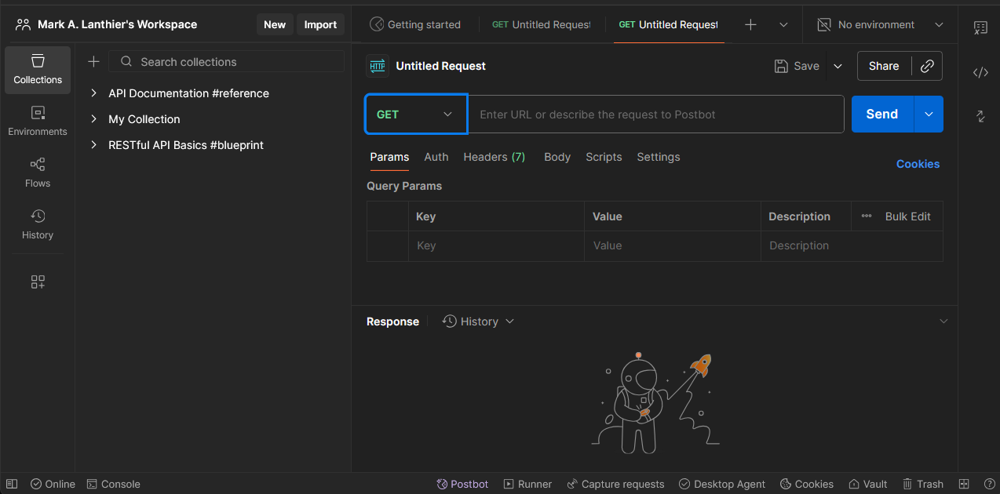 Mark A. Lanthier's Workspace New Import
Getting started GET Untitled Request GET Untitled Request No environment
Collections
Environments
Flows
History
Search collections
API Documentation #reference
My Collection
RESTful API Basics #blueprint
HTTP Untitled Request Save Share
GET Enter URL or describe the request to Postbot Send
Params Auth Headers (7) Body Scripts Settings Cookies
Query Params
Key Value Description Bulk Edit
Key Value Description
Response History
Online Console Postbot Runner Capture requests Desktop Agent Cookies Vault Trash